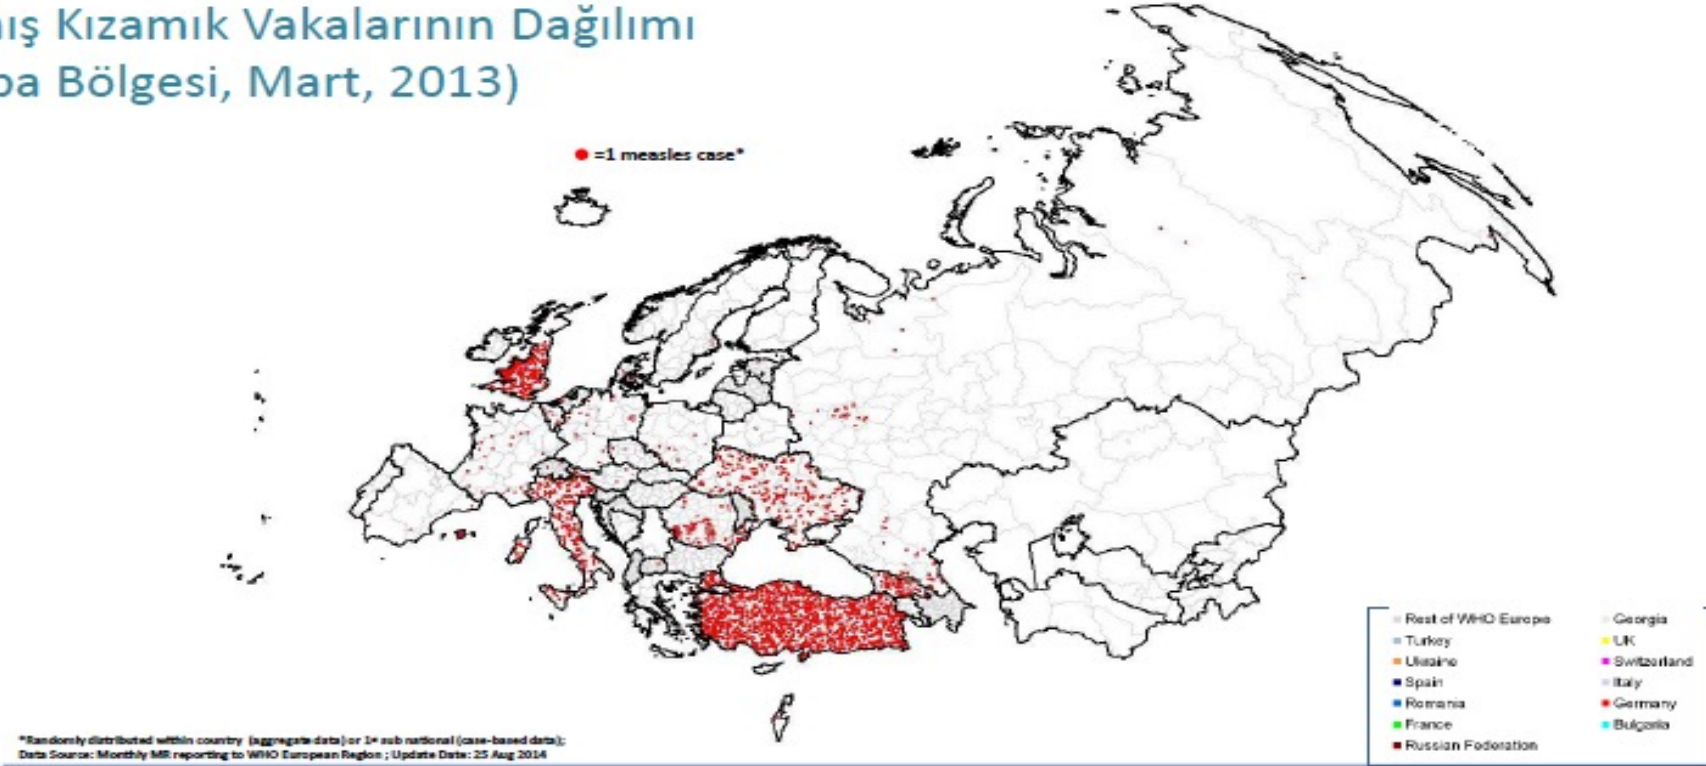 ış Kızamık Vakalarının Dağılımı
pa Bölgesi, Mart, 2013)
=1 measles case*
Rest of WHO Europe
Georgia
Turkey
UK
Ukraine
Switzerland
Spain
Italy
Romania
Germany
France
Bulgaria
Russian Federation
*Randomly distributed within country (aggregate data) or 1st sub national (case-based data);
Data Source: Monthly MR reporting to WHO European Region ; Update Date: 25 Aug 2014